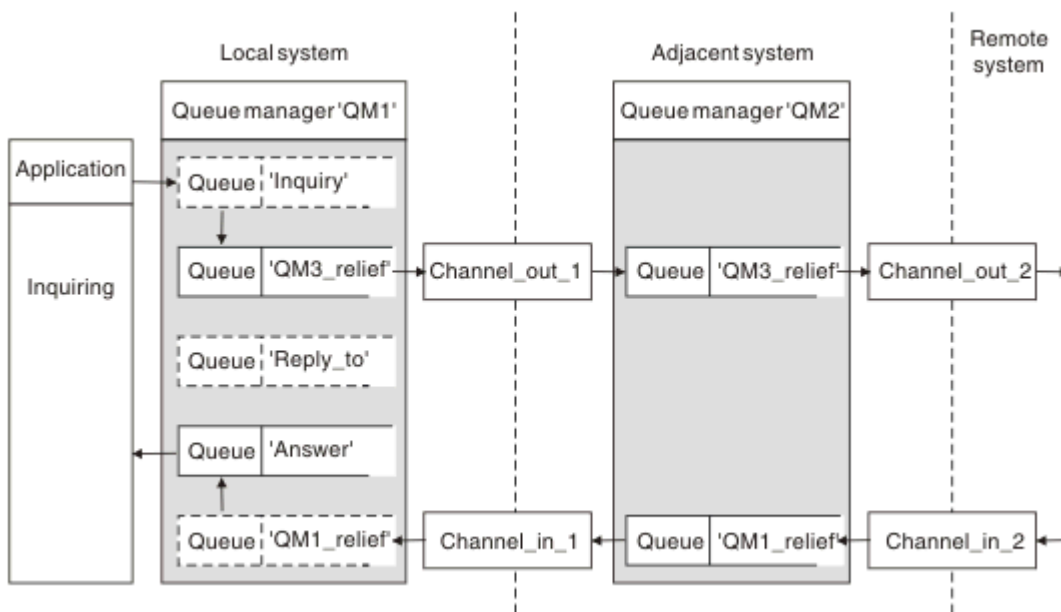 Local system
Adjacent system
Remote
system
Queue manager 'QM1'
Queue manager 'QM2'
Application
Inquiring
Queue 'Inquiry'
Queue 'QM3_relief'
Channel_out_1
Queue 'QM3_relief'
Channel_out_2
Queue 'Reply_to'
Queue 'Answer'
Queue 'QM1_relief'
Channel_in_1
Queue 'QM1_relief'
Channel_in_2